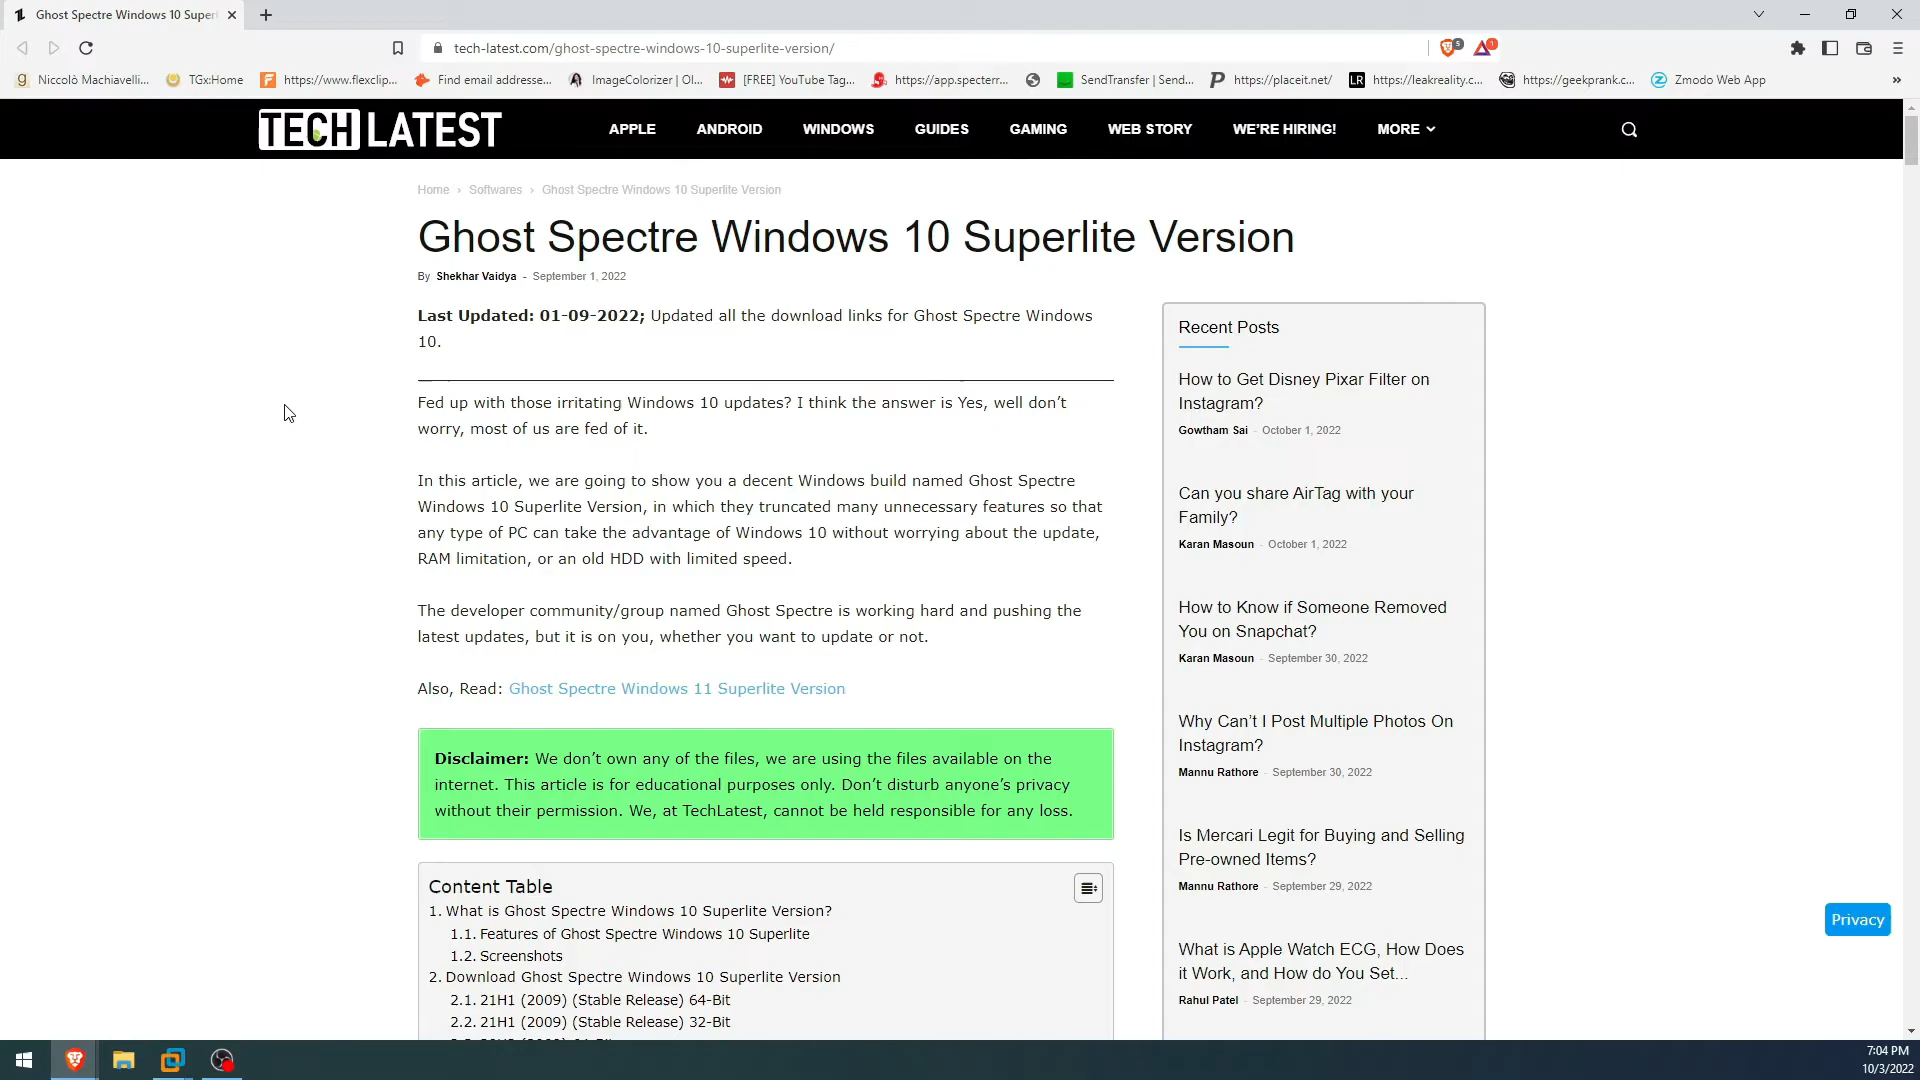 Ghost Spectre Windows 10 Super
tech-latest.com/ghost-spectre-windows-10-superlite-version/
5
1
Niccolò Machiavelli...
TGx:Home
https://www.flexclip...
Find email addresse...
ImageColorizer | Ol...
[FREE] YouTube Tag...
https://app.specterr...
SendTransfer | Send...
https://placeit.net/
LR
https://leakreality.c...
https://geekprank.c...
Zmodo Web App
TECH LATEST
APPLE
ANDROID
WINDOWS
GUIDES
GAMING
WEB STORY
WE'RE HIRING!
MORE
Home › Softwares › Ghost Spectre Windows 10 Superlite Version
Ghost Spectre Windows 10 Superlite Version
By Shekhar Vaidya - September 1, 2022
Last Updated: 01-09-2022; Updated all the download links for Ghost Spectre Windows
10.
Fed up with those irritating Windows 10 updates? I think the answer is Yes, well don't
worry, most of us are fed of it.
In this article, we are going to show you a decent Windows build named Ghost Spectre
Windows 10 Superlite Version, in which they truncated many unnecessary features so that
any type of PC can take the advantage of Windows 10 without worrying about the update,
RAM limitation, or an old HDD with limited speed.
The developer community/group named Ghost Spectre is working hard and pushing the
latest updates, but it is on you, whether you want to update or not.
Also, Read: Ghost Spectre Windows 11 Superlite Version
Disclaimer: We don't own any of the files, we are using the files available on the
internet. This article is for educational purposes only. Don't disturb anyone's privacy
without their permission. We, at TechLatest, cannot be held responsible for any loss.
Content Table
1. What is Ghost Spectre Windows 10 Superlite Version?
1.1. Features of Ghost Spectre Windows 10 Superlite
1.2. Screenshots
2. Download Ghost Spectre Windows 10 Superlite Version
2.1. 21H1 (2009) (Stable Release) 64-Bit
2.2. 21H1 (2009) (Stable Release) 32-Bit
Recent Posts
How to Get Disney Pixar Filter on
Instagram?
Gowtham Sai - October 1, 2022
Can you share AirTag with your
Family?
Karan Masoun - October 1, 2022
How to Know if Someone Removed
You on Snapchat?
Karan Masoun - September 30, 2022
Why Can't I Post Multiple Photos On
Instagram?
Mannu Rathore - September 30, 2022
Is Mercari Legit for Buying and Selling
Pre-owned Items?
Mannu Rathore - September 29, 2022
What is Apple Watch ECG, How Does
it Work, and How do You Set...
Rahul Patel - September 29, 2022
Privacy
7:04 PM
10/3/2022